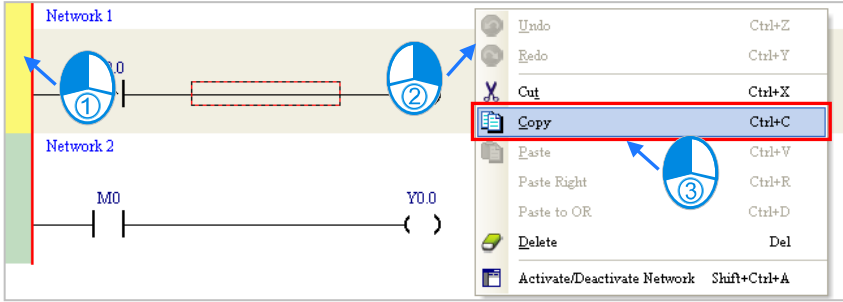 Network 1
.0
①
②
Network 2
M0
Y0.0
Undo Ctrl+Z
Redo Ctrl+Y
Cut Ctrl+X
Copy Ctrl+C
Paste Ctrl+V
Paste Right Ctrl+R
③
Paste to OR Ctrl+D
Delete Del
Activate/Deactivate Network Shift+Ctrl+A